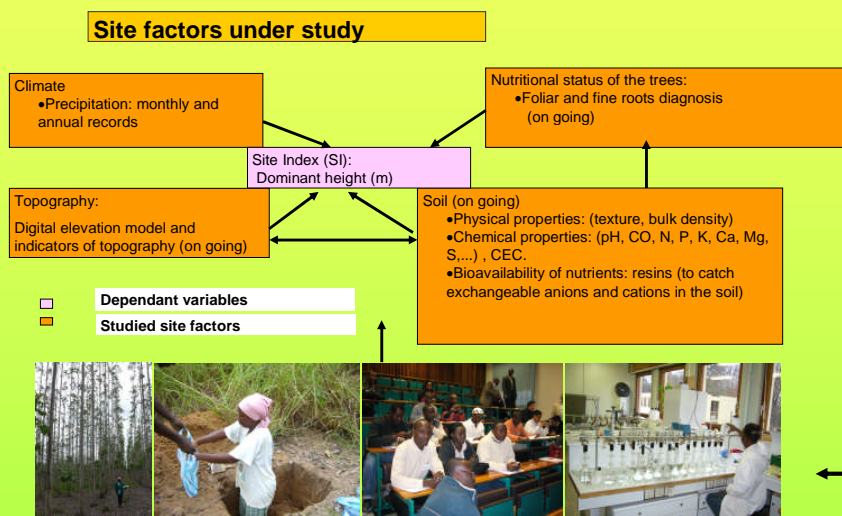 Site factors under study
Climate
•Precipitation: monthly and
annual records
Nutritional status of the trees:
•Foliar and fine roots diagnosis
(on going)
Site Index (SI):
Dominant height (m)
Topography:
Digital elevation model and
indicators of topography (on going)
Soil (on going)
•Physical properties: (texture, bulk density)
•Chemical properties: (pH, CO, N, P, K, Ca, Mg,
S,...) , CEC.
•Bioavailability of nutrients: resins (to catch
exchangeable anions and cations in the soil)
Dependant variables
Studied site factors